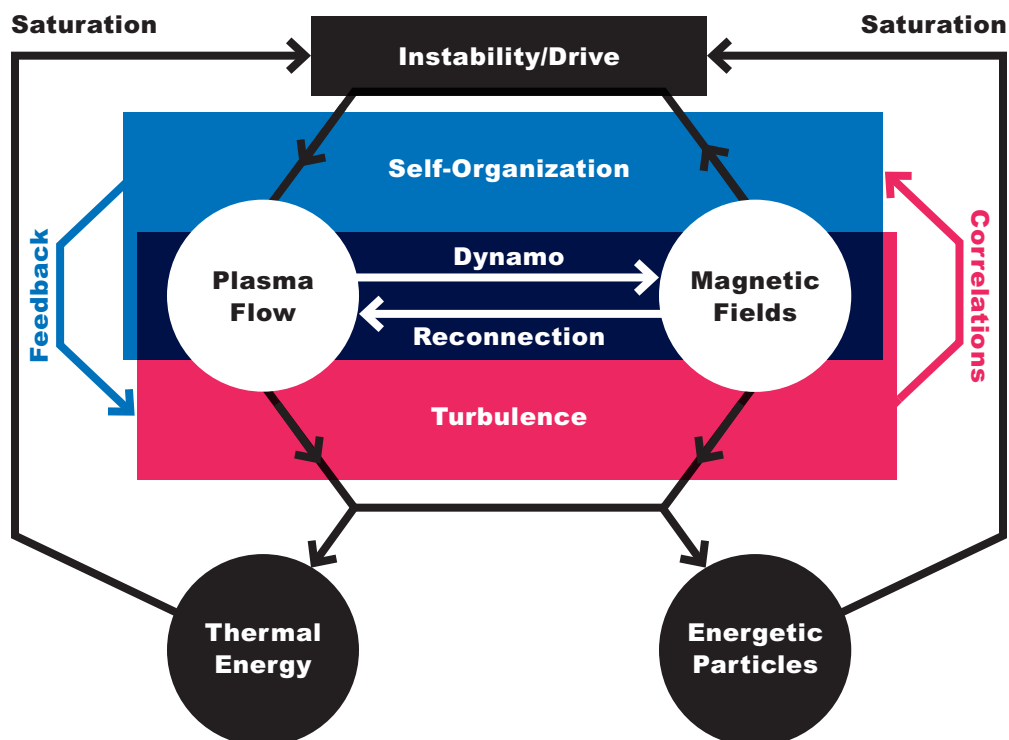 Saturation
Saturation
Instability/Drive
Self-Organization
Feedback
Correlations
Dynamo
Plasma
Flow
Magnetic
Fields
Reconnection
Turbulence
Thermal
Energy
Energetic
Particles